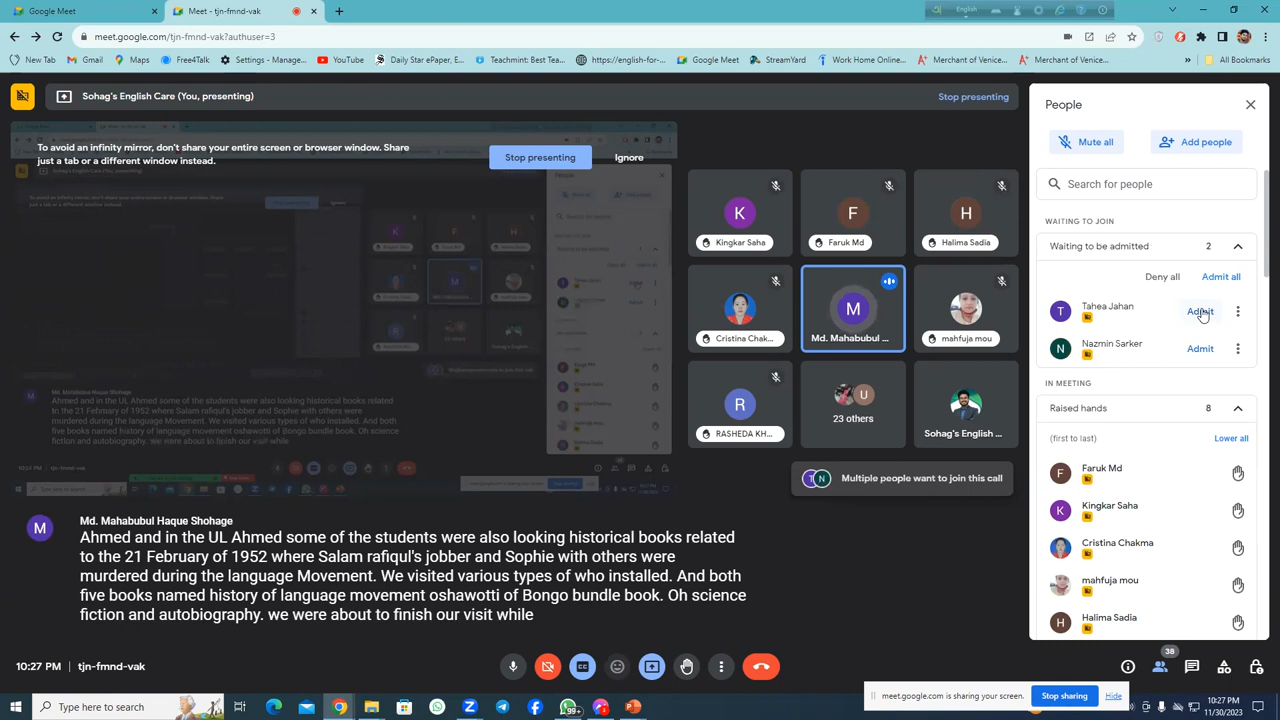 Google Meet
Meet - tjn-fmnd-vak
English
meet.google.com/tjn-fmnd-vak?authuser=3
New Tab
Gmail
Maps
Free4Talk
Settings - Manage...
YouTube
Daily Star ePaper, E...
Teachmint: Best Tea...
https://english-for-...
Google Meet
StreamYard
Work Home Onlin...
Merchant of Venice...
Merchant of Venic...
»
All Bookmarks
Sohag's English Care (You, presenting)
Stop presenting
To avoid an infinity mirror, don't share your entire screen or browser window. Share
just a tab or a different window instead.
Stop presenting
Ignore
K
Kingkar Saha
F
Faruk Md
H
Halima Sadia
Cristina Chak...
M
Md. Mahabubul ...
mahfuja mou
R
RASHEDA KH...
U
23 others
Sohag's English ...
T N Multiple people want to join this call
M
Md. Mahabubul Haque Shohage
Ahmed and in the UL Ahmed some of the students were also looking historical books related
to the 21 February of 1952 where Salam rafiqul's jobber and Sophie with others were
murdered during the language Movement. We visited various types of who installed. And both
five books named history of language movement oshawotti of Bongo bundle book. Oh science
fiction and autobiography. we were about to finish our visit while
People
Mute all
Add people
Search for people
WAITING TO JOIN
Waiting to be admitted 2
Deny all Admit all
T Tahea Jahan Admit
N Nazmin Sarker Admit
IN MEETING
Raised hands 8
(first to last) Lower all
F Faruk Md
K Kingkar Saha
Cristina Chakma
mahfuja mou
H Halima Sadia
10:27 PM | tjn-fmnd-vak
CC
38
meet.google.com is sharing your screen. Stop sharing Hide
Type here to search
99+
10:27 PM
11/30/2023